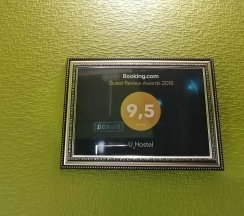 Booking.com
Guest Review Awards 2018
9,5
U_Hostel